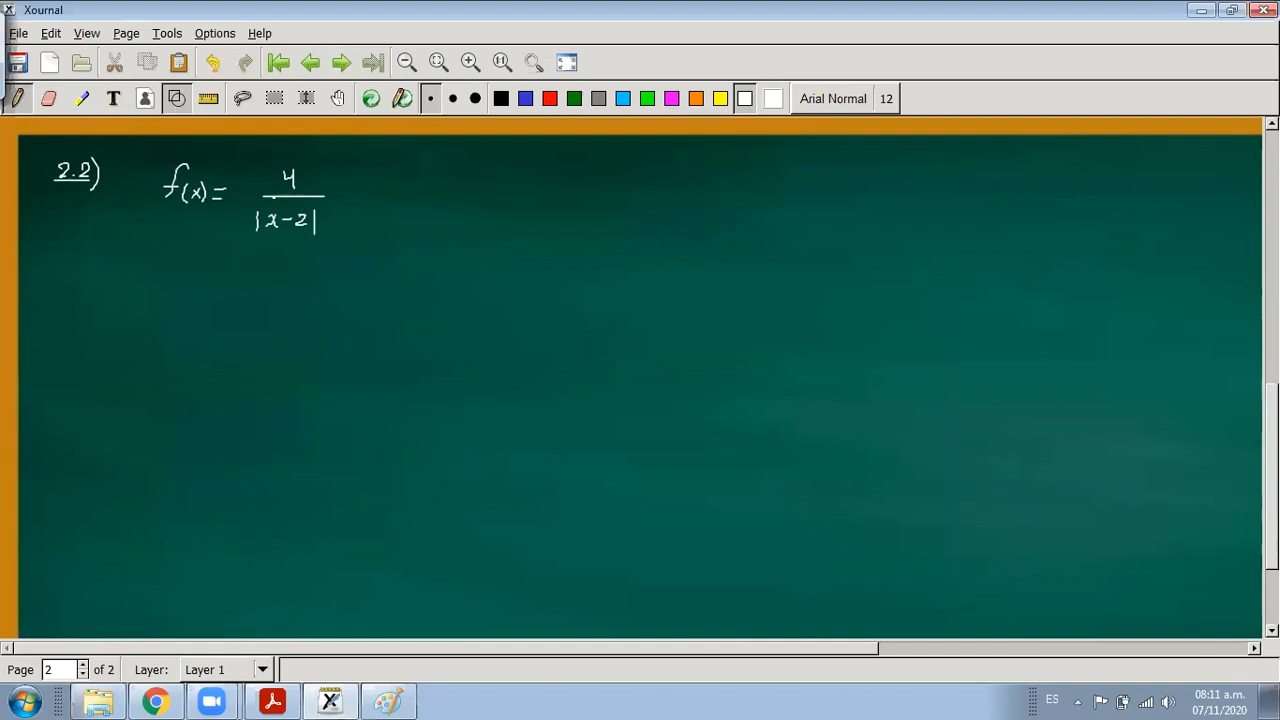 Xournal
File Edit View Page Tools Options Help
Arial Normal 12
2.2) f(x) = 4 / |x-2|
Page 2 of 2 Layer: Layer 1
ES 08:11 a.m.
07/11/2020